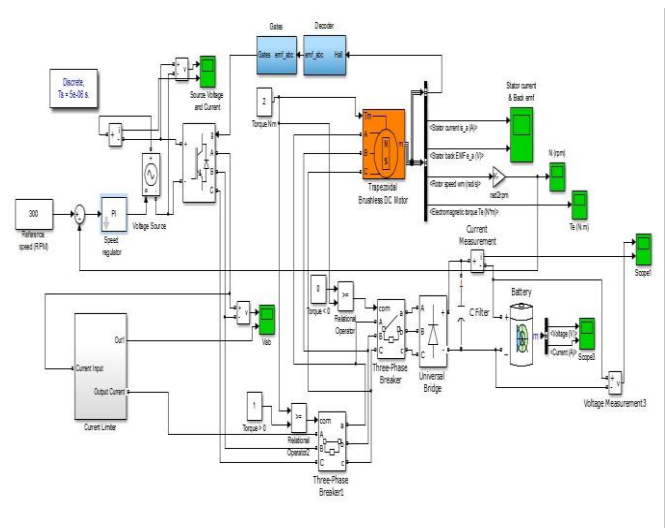 Gates
Decoder
Gates emf_abc
emf_abc Hall
Discrete,
Ts = 5e-06 s.
Source Voltage
and Current
2
Torque Nm
Tm
A
B
C
m
Trapezoidal
Brushless DC Motor
Stator current
& Back emf
<Stator current e_a (A)>
<Stator back EMF e_a (V)>
<Rotor speed wm (rad/s)>
rad2rpm
<Electromagnetic torque Te (N*m)>
N (rpm)
Te (N.m)
300
Reference
speed (RPM)
PI
Speed
regulator
Voltage Source
g
A
B
C
Current
Measurement
Scope1
0
Torque < 0
>=
Relational
Operator
com
A
B
C
a
b
c
Three-Phase
Breaker
A
B
C
Universal
Bridge
C Filter
Battery
m
<Voltage (V)>
<Current (A)>
Scope3
Voltage Measurement3
Vab
Out1
Current Input
Output Current
Current Limiter
1
Torque > 0
>=
Relational
Operator2
com
A
B
C
a
b
c
Three-Phase
Breaker1